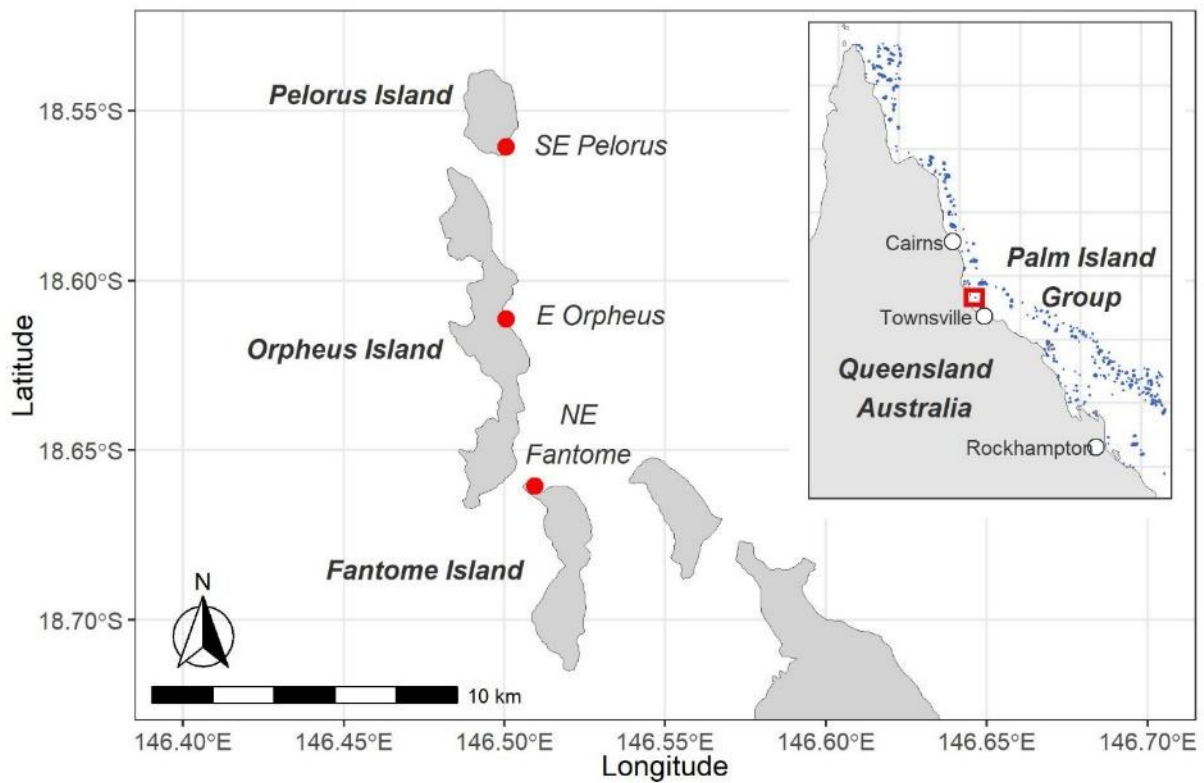 Pelorus Island
18.55°S
SE Pelorus
Cairns
Palm Island
Group
18.60°S
E Orpheus
Townsville
Orpheus Island
Queensland
Australia
Latitude
NE
Fantome
18.65°S
Rockhampton
Fantome Island
N
18.70°S
10 km
146.40°E
146.45°E
146.50°E
146.55°E
146.60°E
146.65°E
146.70°E
Longitude